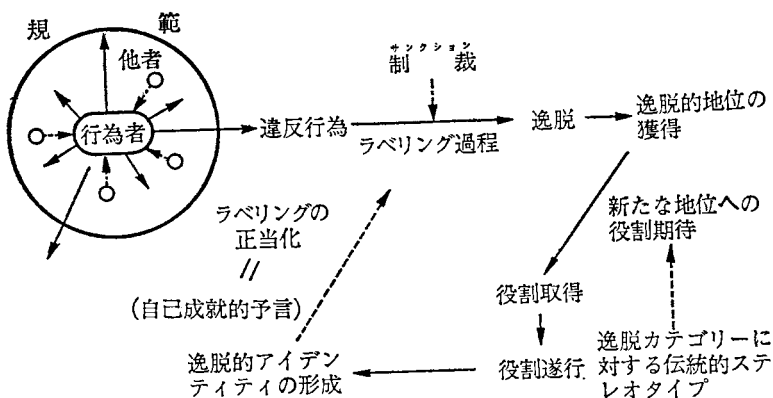 規範
他者
行為者
違反行為
サンクション
制裁
ラベリング過程
逸脱
逸脱的地位の
獲得
新たな地位への
役割期待
ラベリングの
正当化
〃
(自己成就的予言)
役割取得
役割遂行
逸脱カテゴリーに
対する伝統的ステ
レオタイプ
逸脱的アイデン
ティティの形成